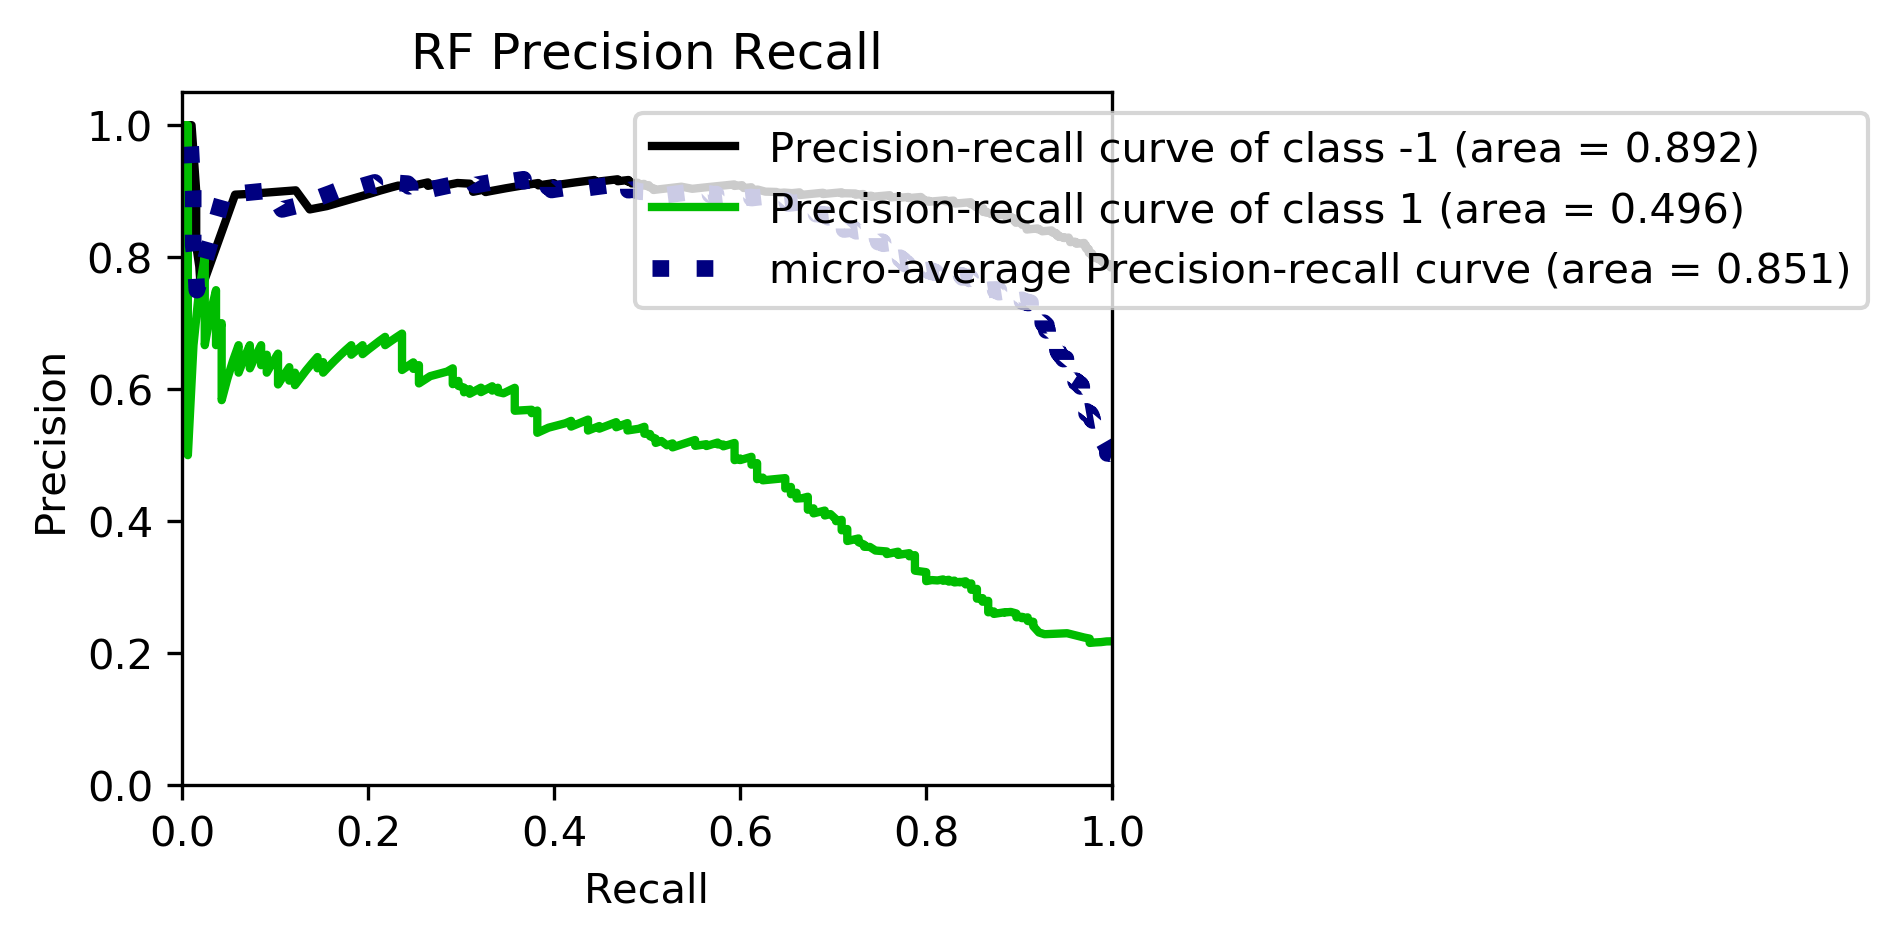 RF Precision Recall
1.0
0.8
0.6
0.4
0.2
0.0
Precision
Precision-recall curve of class -1 (area = 0.892)
Precision-recall curve of class 1 (area = 0.496)
micro-average Precision-recall curve (area = 0.851)
0.0 0.2 0.4 0.6 0.8 1.0
Recall